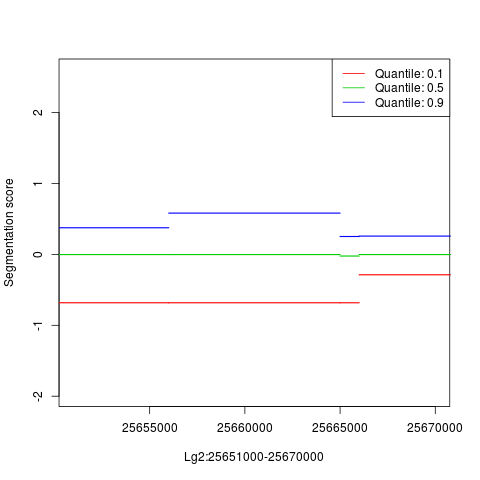 Quantile: 0.1
Quantile: 0.5
Quantile: 0.9
Segmentation score
2
1
0
-1
-2
25655000 25660000 25665000 25670000
Lg2:25651000-25670000